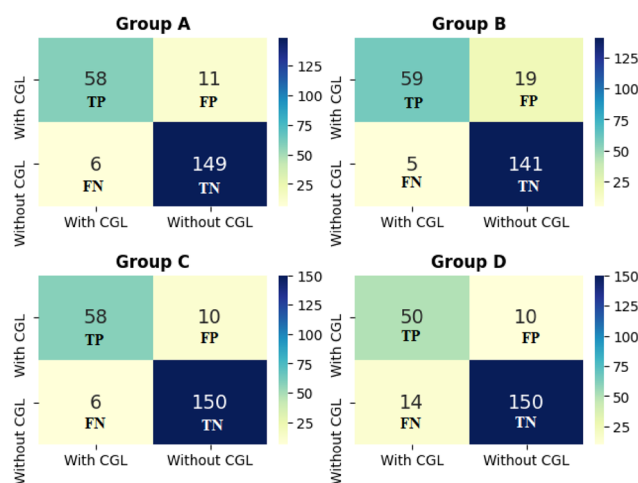 Group A
With CGL
Without CGL
58
TP
11
FP
6
FN
149
TN
With CGL
Without CGL
125
100
75
50
25
Group B
With CGL
Without CGL
59
TP
19
FP
5
FN
141
TN
With CGL
Without CGL
125
100
75
50
25
Group C
With CGL
Without CGL
58
TP
10
FP
6
FN
150
TN
With CGL
Without CGL
150
125
100
75
50
25
Group D
With CGL
Without CGL
50
TP
10
FP
14
FN
150
TN
With CGL
Without CGL
150
125
100
75
50
25